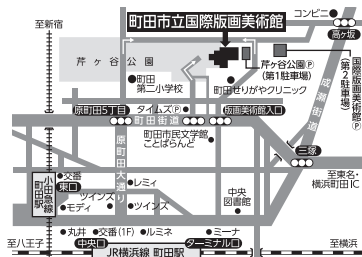 コンビニ
至新宿
町田市立国際版画美術館
高ヶ坂
芹ヶ谷公園
芹ヶ谷公園Ⓟ
（第1駐車場）
国際版画美術館Ⓟ
（第2駐車場）
町田
第二小学校
町田せりがやクリニック
成瀬街道
原町田5丁目
タイムズⓅ
版画美術館入口
町田街道
町田市民文学館
ことばらんど
三塚
原町田大通り
小田急線
町田駅
交番
東口
レミィ
ツインズ
モディ
ツインズ
中央
図書館
至東名・
横浜町田IC
丸井
交番(1F)
ルミネ
ミーナ
至八王子
中央口
ターミナル口
至横浜
JR横浜線 町田駅